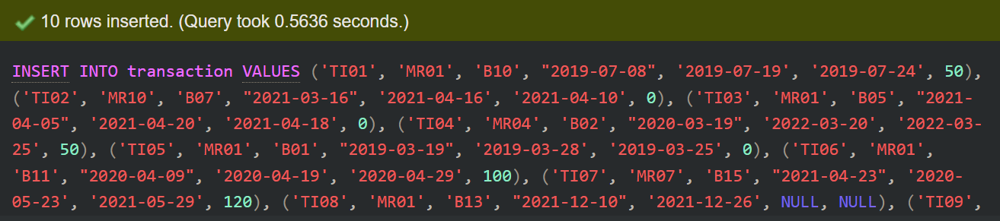 10 rows inserted. (Query took 0.5636 seconds.)
INSERT INTO transaction VALUES ('TI01', 'MR01', 'B10', "2019-07-08", '2019-07-19', '2019-07-24', 50),
('TI02', 'MR10', 'B07', "2021-03-16", '2021-04-16', '2021-04-10', 0), ('TI03', 'MR01', 'B05', "2021-
04-05", '2021-04-20', '2021-04-18', 0), ('TI04', 'MR04', 'B02', "2020-03-19", '2022-03-20', '2022-03-
25', 50), ('TI05', 'MR01', 'B01', "2019-03-19", '2019-03-28', '2019-03-25', 0), ('TI06', 'MR01',
'B11', "2020-04-09", '2020-04-19', '2020-04-29', 100), ('TI07', 'MR07', 'B15', "2021-04-23", '2020-
05-23', '2021-05-29', 120), ('TI08', 'MR01', 'B13', "2021-12-10", '2021-12-26', NULL, NULL), ('TI09',